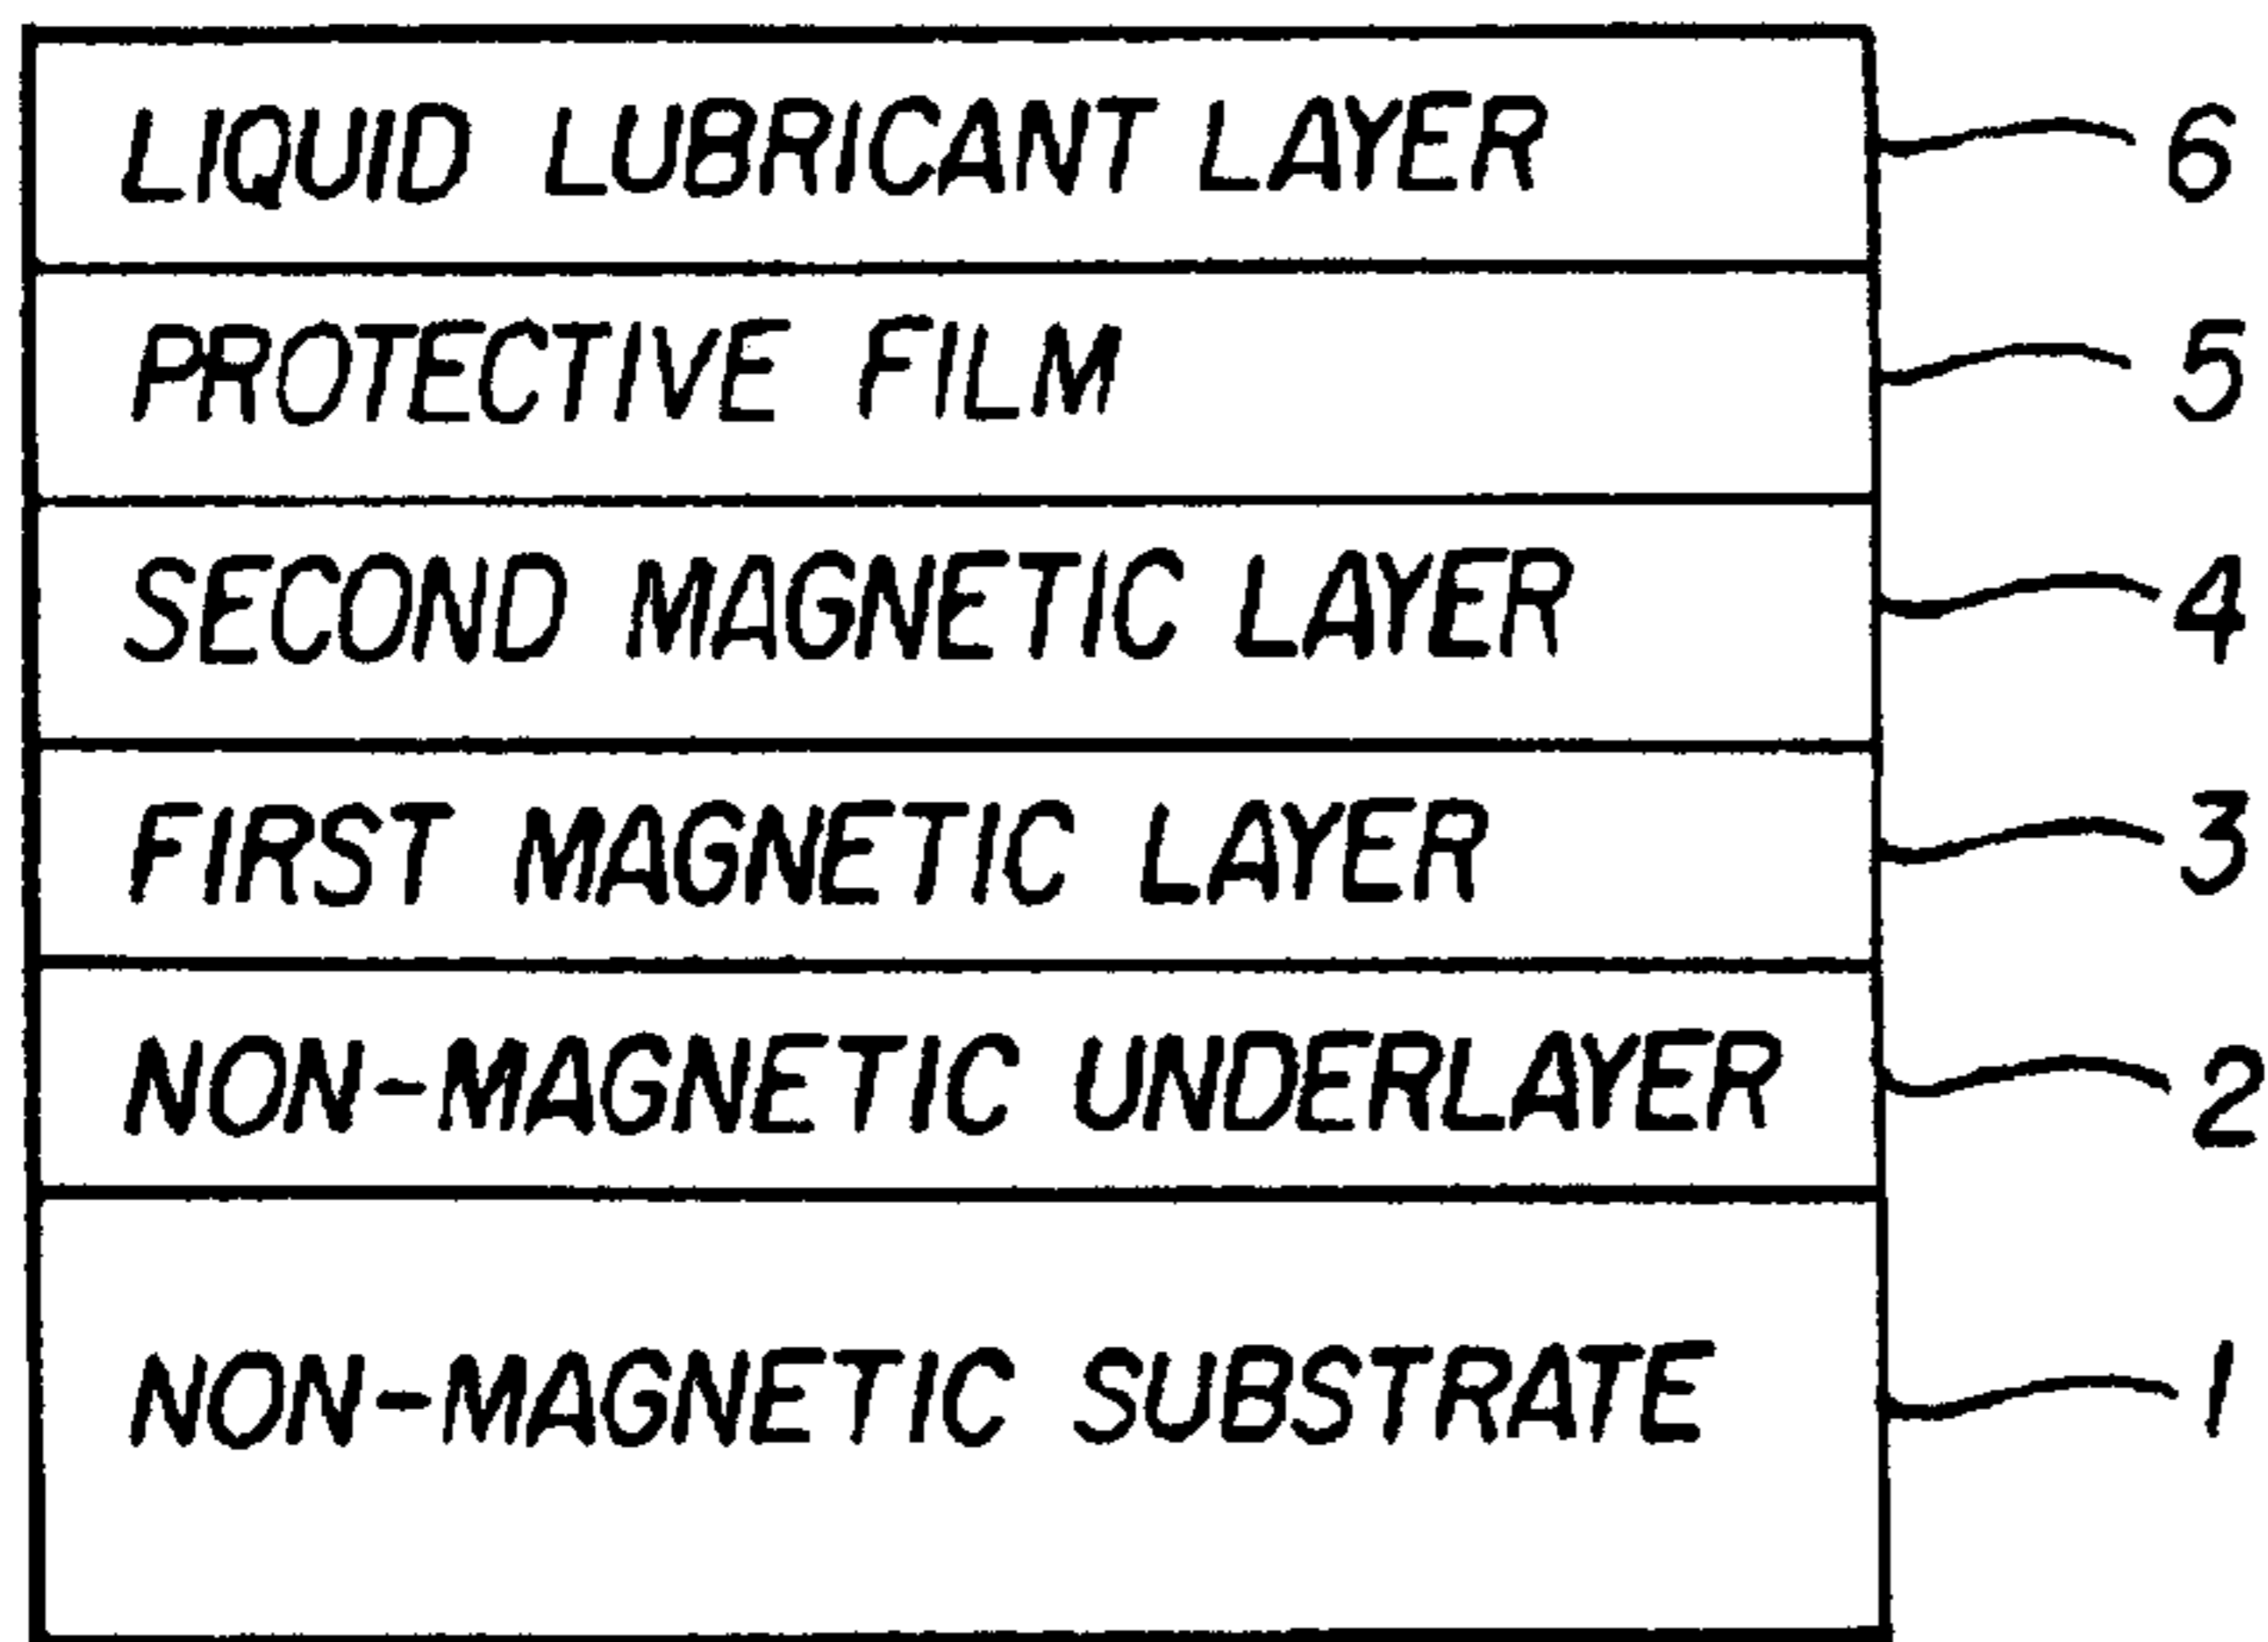 LIQUID LUBRICANT LAYER 6
PROTECTIVE FILM 5
SECOND MAGNETIC LAYER 4
FIRST MAGNETIC LAYER 3
NON-MAGNETIC UNDERLAYER 2
NON-MAGNETIC SUBSTRATE 1